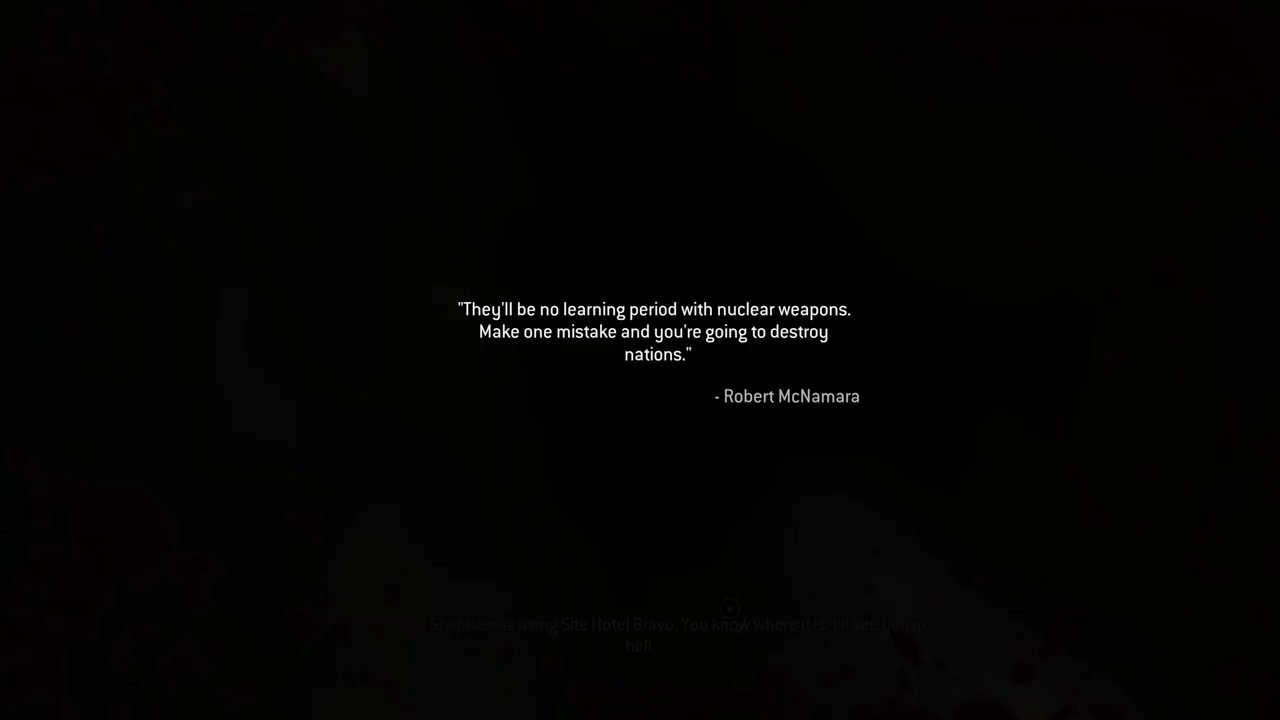 "They'll be no learning period with nuclear weapons.
Make one mistake and you're going to destroy
nations."
- Robert McNamara
Shepherd is using Site Hotel Bravo. You know where it is. I'll see you in
hell.